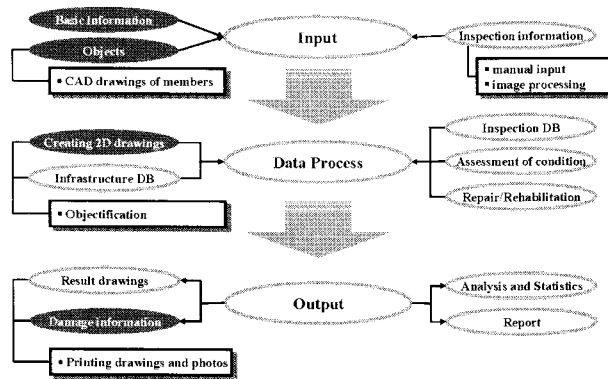 Basic Information
Objects
Input
Inspection information
▪ CAD drawings of members
▪ manual input
▪ image processing
Creating 2D drawings
Infrastructure DB
Data Process
Inspection DB
Assessment of condition
Repair/Rehabilitation
▪ Objectification
Result drawings
Damage information
Output
Analysis and Statistics
Report
▪ Printing drawings and photos